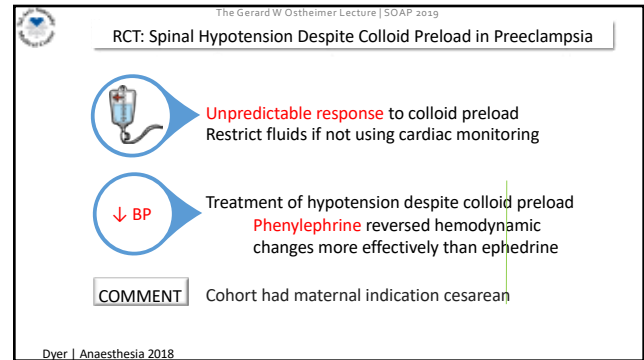 The Gerard W Ostheimer Lecture | SOAP 2019
RCT: Spinal Hypotension Despite Colloid Preload in Preeclampsia
Unpredictable response to colloid preload
Restrict fluids if not using cardiac monitoring
↓ BP
Treatment of hypotension despite colloid preload
Phenylephrine reversed hemodynamic
changes more effectively than ephedrine
COMMENT
Cohort had maternal indication cesarean
Dyer | Anaesthesia 2018